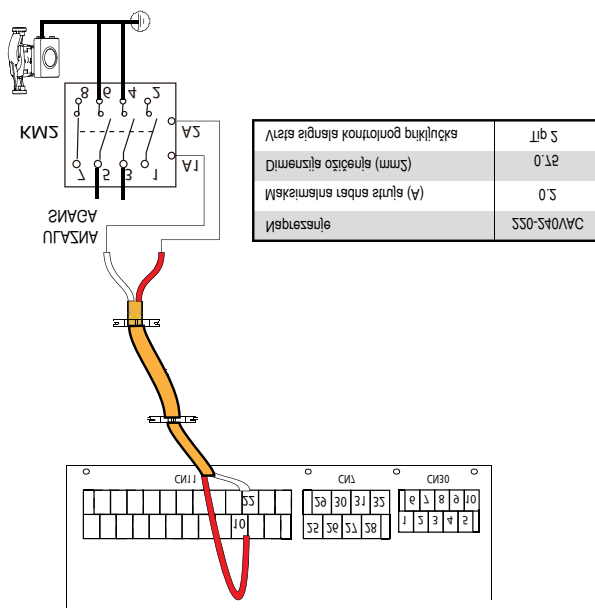 10 25 26 27 28 1 2 3 4 5
22 29 30 31 32 6 7 8 9 10
CN11 CN7 CN30
ULAZNA
SNAGA
7 5 3 1 A1
KM2 A2
8 6 4 2
Naprezanje 220-240VAC
Maksimalna radna struja (A) 0.2
Dimenzija ožičenja (mm2) 0.75
Vrsta signala kontrolnog priključka Tip 2